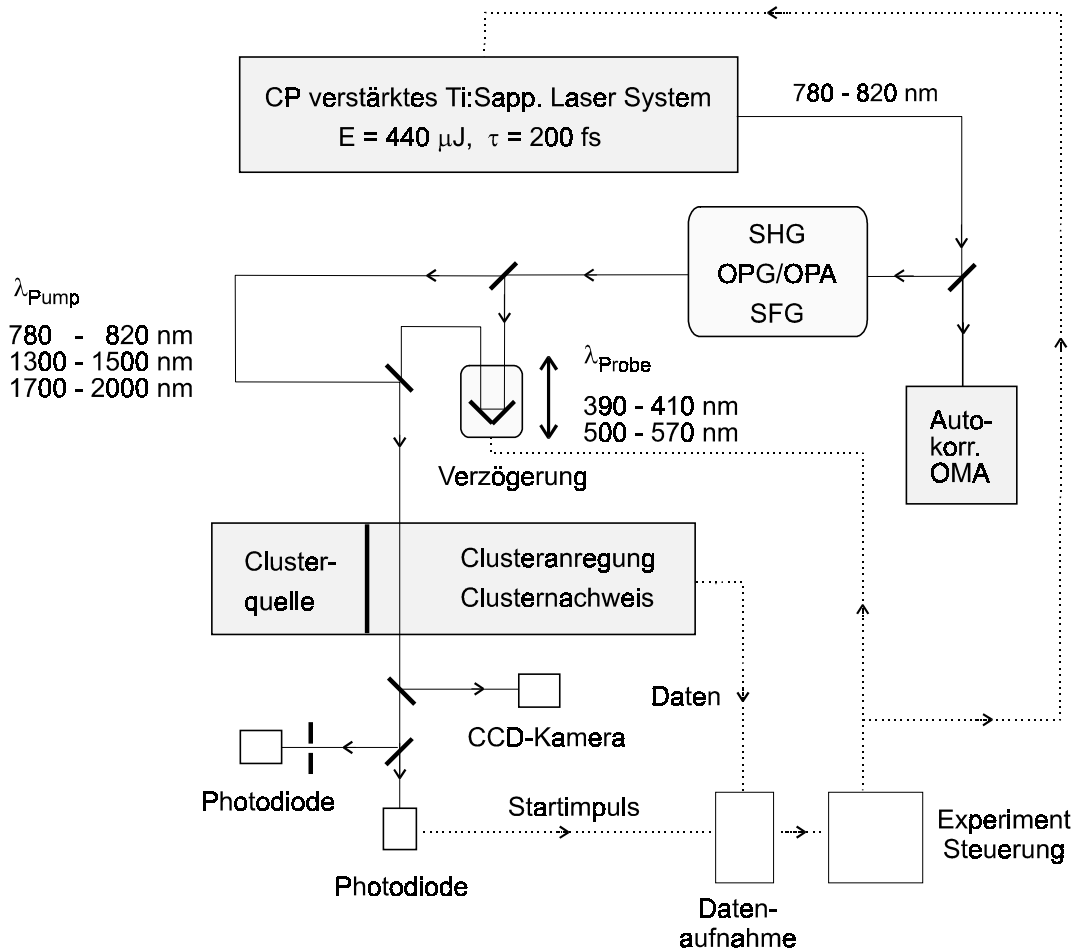 CP verstärktes Ti:Sapp. Laser System
E = 440 μJ, τ = 200 fs
780 - 820 nm
SHG
OPG/OPA
SFG
λPump
780 - 820 nm
1300 - 1500 nm
1700 - 2000 nm
λProbe
390 - 410 nm
500 - 570 nm
Auto-
korr.
OMA
Verzögerung
Cluster-
quelle
Clusteranregung
Clusternachweis
Daten
CCD-Kamera
Photodiode
Startimpuls
Photodiode
Experiment
Steuerung
Daten-
aufnahme